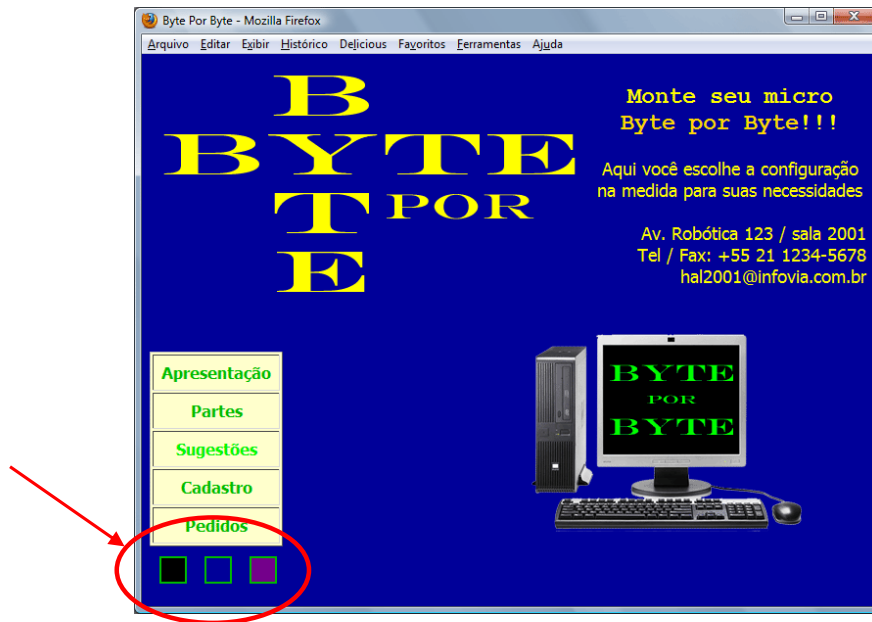 Byte Por Byte - Mozilla Firefox
Arquivo Editar Exibir Histórico Delicious Favoritos Ferramentas Ajuda
B
BYTE
T POR
E
Monte seu micro
Byte por Byte!!!
Aqui você escolhe a configuração
na medida para suas necessidades
Av. Robótica 123 / sala 2001
Tel / Fax: +55 21 1234-5678
hal2001@infovia.com.br
Apresentação
Partes
Sugestões
Cadastro
Pedidos
BYTE
POR
BYTE